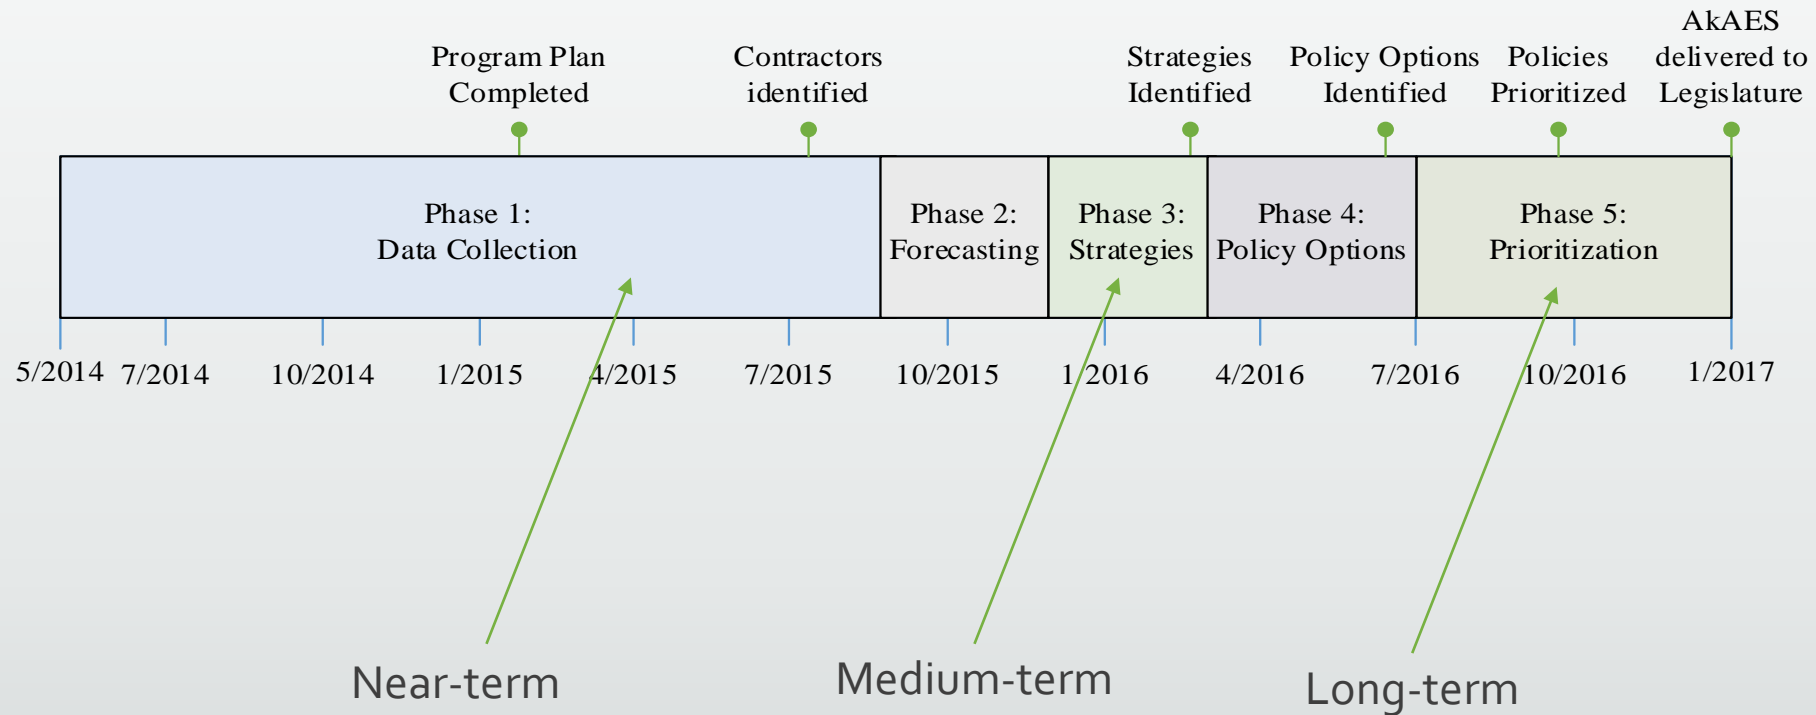 Program Plan
Completed
Contractors
identified
Strategies
Identified
Policy Options
Identified
Policies
Prioritized
AkAES
delivered to
Legislature
Phase 1:
Data Collection
Phase 2:
Forecasting
Phase 3:
Strategies
Phase 4:
Policy Options
Phase 5:
Prioritization
5/2014
7/2014
10/2014
1/2015
4/2015
7/2015
10/2015
1/2016
4/2016
7/2016
10/2016
1/2017
Near-term
Medium-term
Long-term